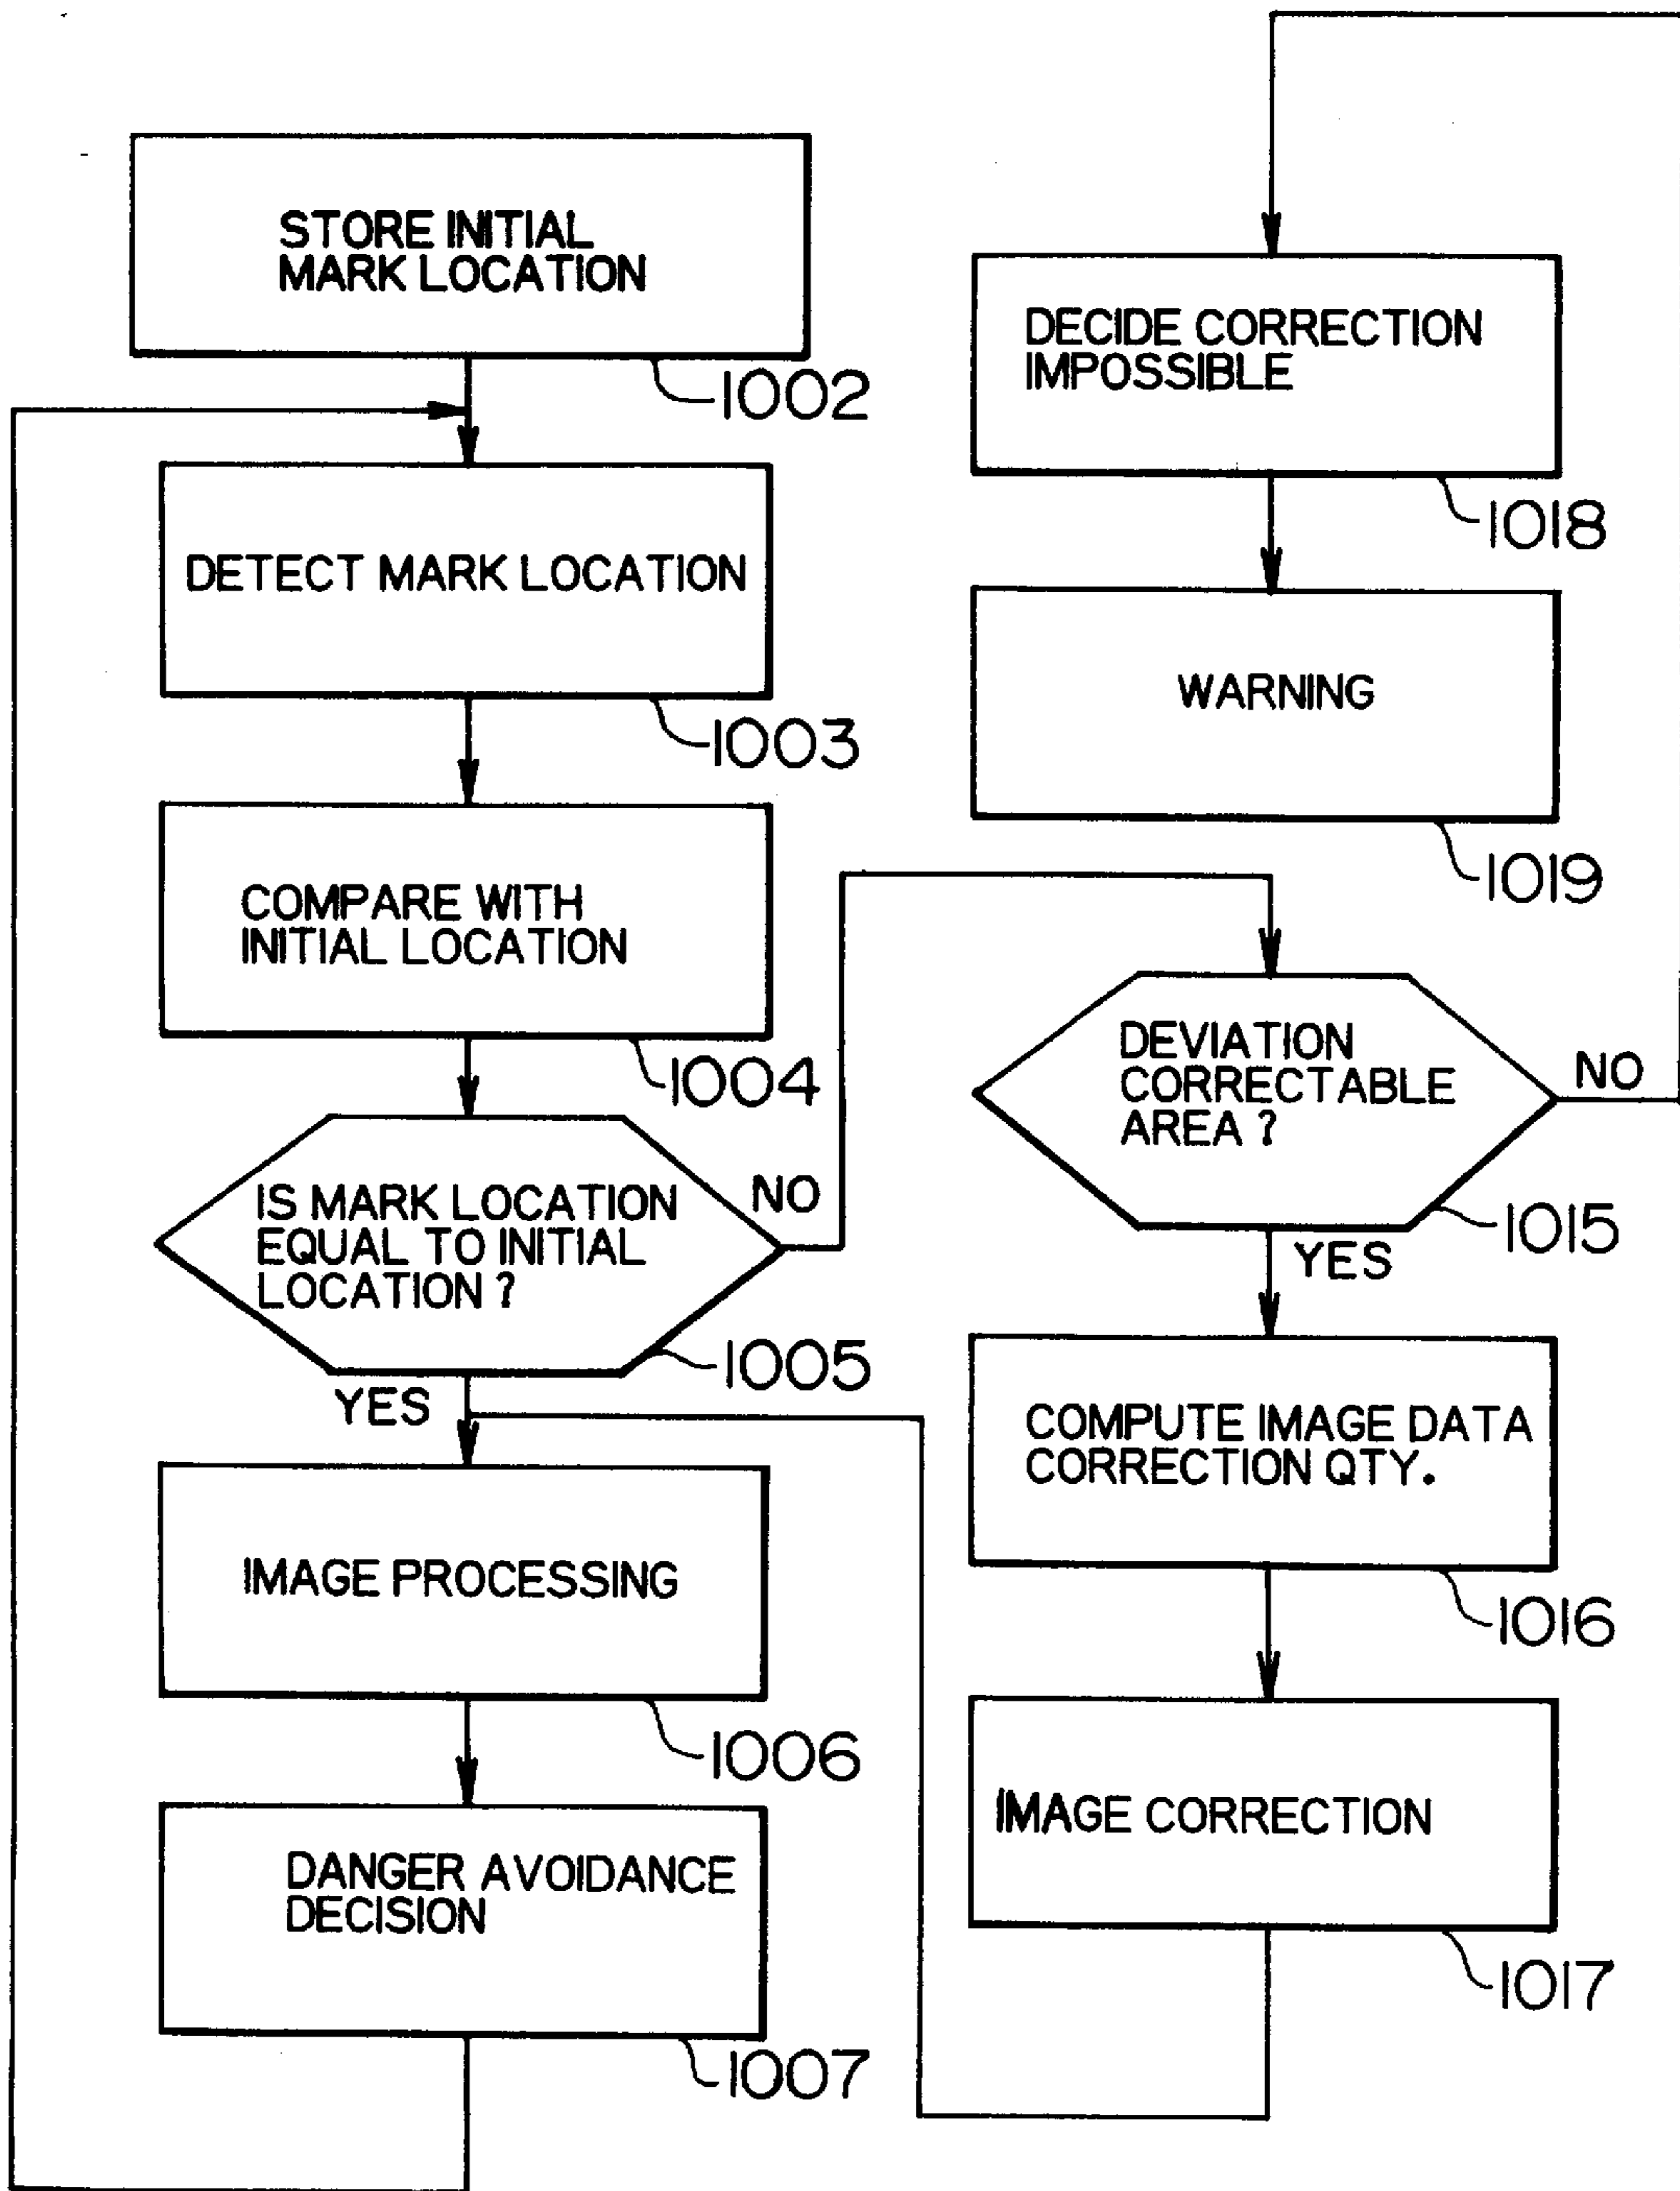 STORE INITIAL
MARK LOCATION
1002
DETECT MARK LOCATION
1003
COMPARE WITH
INITIAL LOCATION
1004
IS MARK LOCATION
EQUAL TO INITIAL
LOCATION ?
NO
1005
YES
IMAGE PROCESSING
1006
DANGER AVOIDANCE
DECISION
1007
DECIDE CORRECTION
IMPOSSIBLE
1018
WARNING
1019
DEVIATION
CORRECTABLE
AREA ?
NO
1015
YES
COMPUTE IMAGE DATA
CORRECTION QTY.
1016
IMAGE CORRECTION
1017